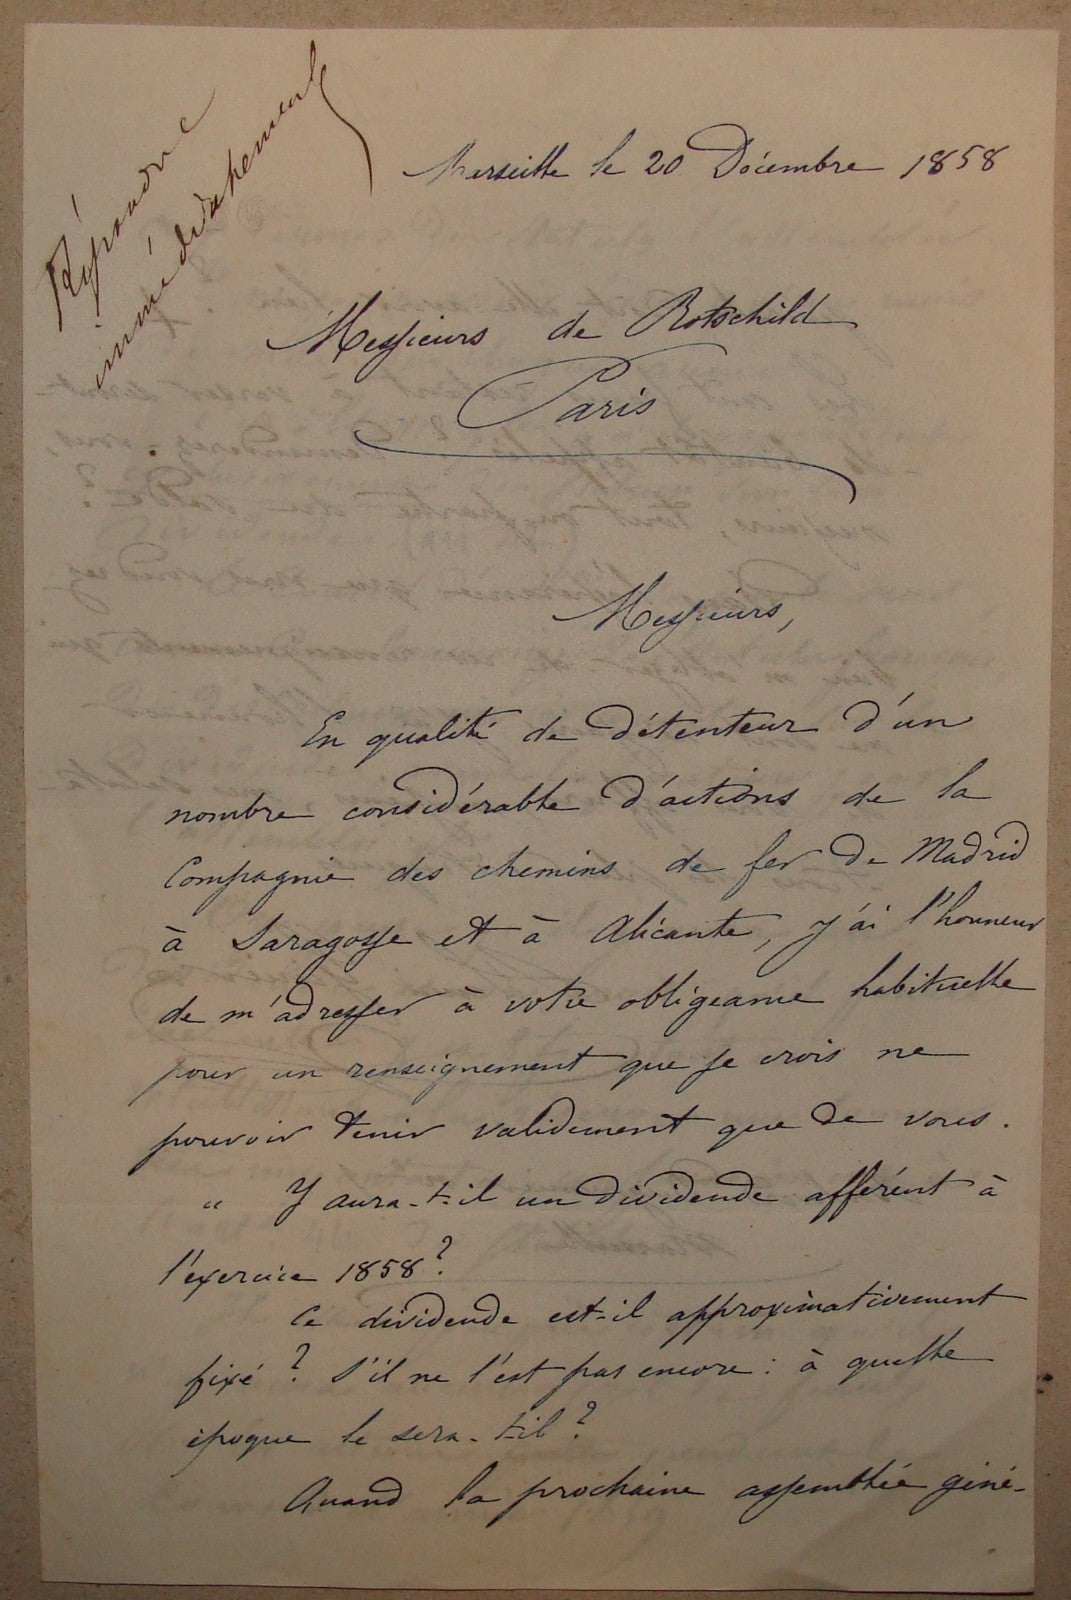 Répondre
immédiatement
Marseille le 20 Décembre 1858
Messieurs de Rotschild
Paris
Messieurs,
En qualité de détenteur d'un
nombre considérable d'actions de la
Compagnie des chemins de fer de Madrid
à Saragosse et à Alicante, j'ai l'honneur
de m'adresser à votre obligeance habituelle
pour un renseignement que je crois ne
pouvoir tenir validement que de vous.
" Y aura-t-il un dividende afférent à
l'exercice 1858?
Ce dividende est-il approximativement
fixé? S'il ne l'est pas encore: à quelle
époque le sera-t-il?
Quand la prochaine assemblée géné-